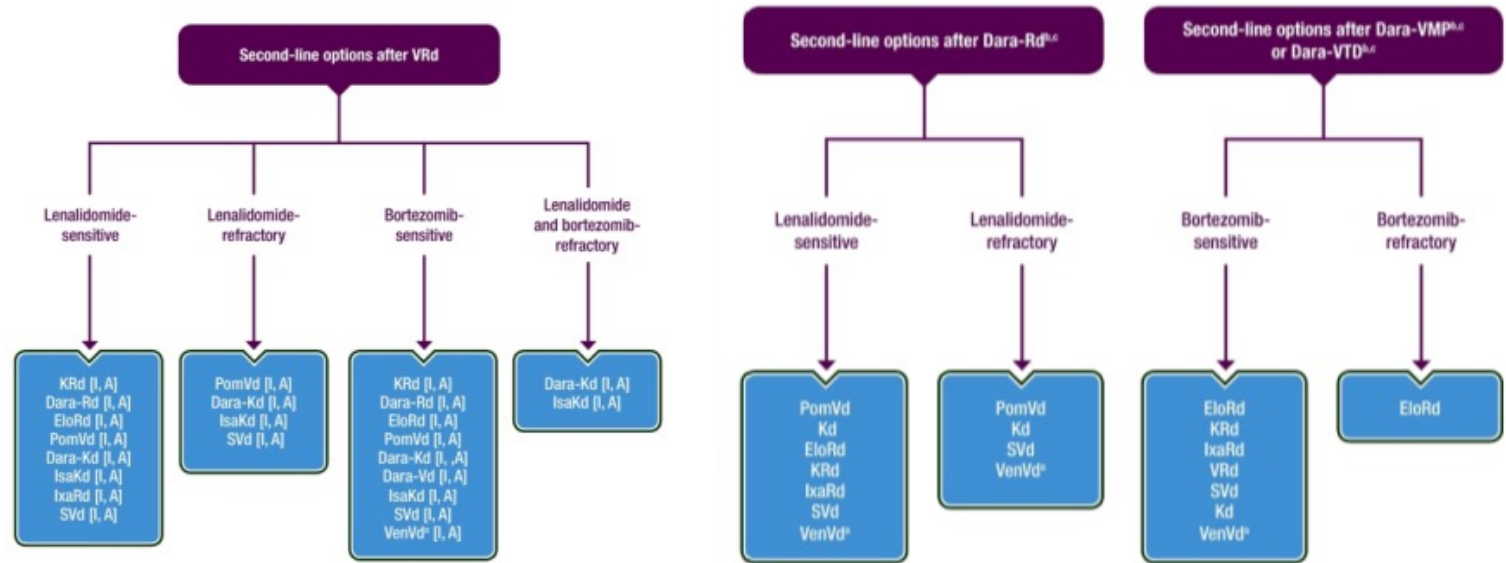 Second-line options after VRd
Lenalidomide-
sensitive
Lenalidomide-
refractory
Bortezomib-
sensitive
Lenalidomide
and bortezomib-
refractory
KRd [I, A]
Dara-Rd [I, A]
EloRd [I, A]
PomVd [I, A]
Dara-Kd [I, A]
IsaKd [I, A]
IxaRd [I, A]
SVd [I, A]
PomVd [I, A]
Dara-Kd [I, A]
IsaKd [I, A]
SVd [I, A]
KRd [I, A]
Dara-Rd [I, A]
EloRd [I, A]
PomVd [I, A]
Dara-Kd [I, ,A]
Dara-Vd [I, A]
IsaKd [I, A]
SVd [I, A]
VenVdᵃ [I, A]
Dara-Kd [I, A]
IsaKd [I, A]
Second-line options after Dara-Rdᵇ,ᶜ
Lenalidomide-
sensitive
Lenalidomide-
refractory
PomVd
Kd
EloRd
KRd
IxaRd
SVd
VenVdᵃ
PomVd
Kd
SVd
VenVdᵃ
Second-line options after Dara-VMPᵇ,ᶜ
or Dara-VTDᵇ,ᶜ
Bortezomib-
sensitive
Bortezomib-
refractory
EloRd
KRd
IxaRd
VRd
SVd
Kd
VenVdᵃ
EloRd